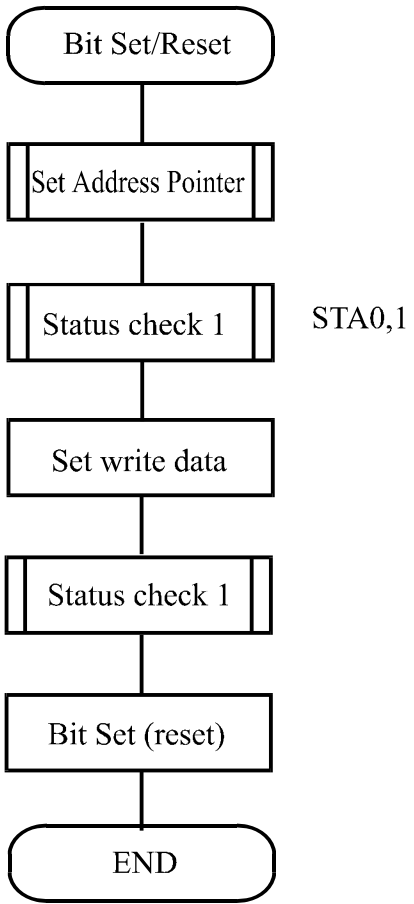 Bit Set/Reset
Set Address Pointer
Status check 1
STA0,1
Set write data
Status check 1
Bit Set (reset)
END